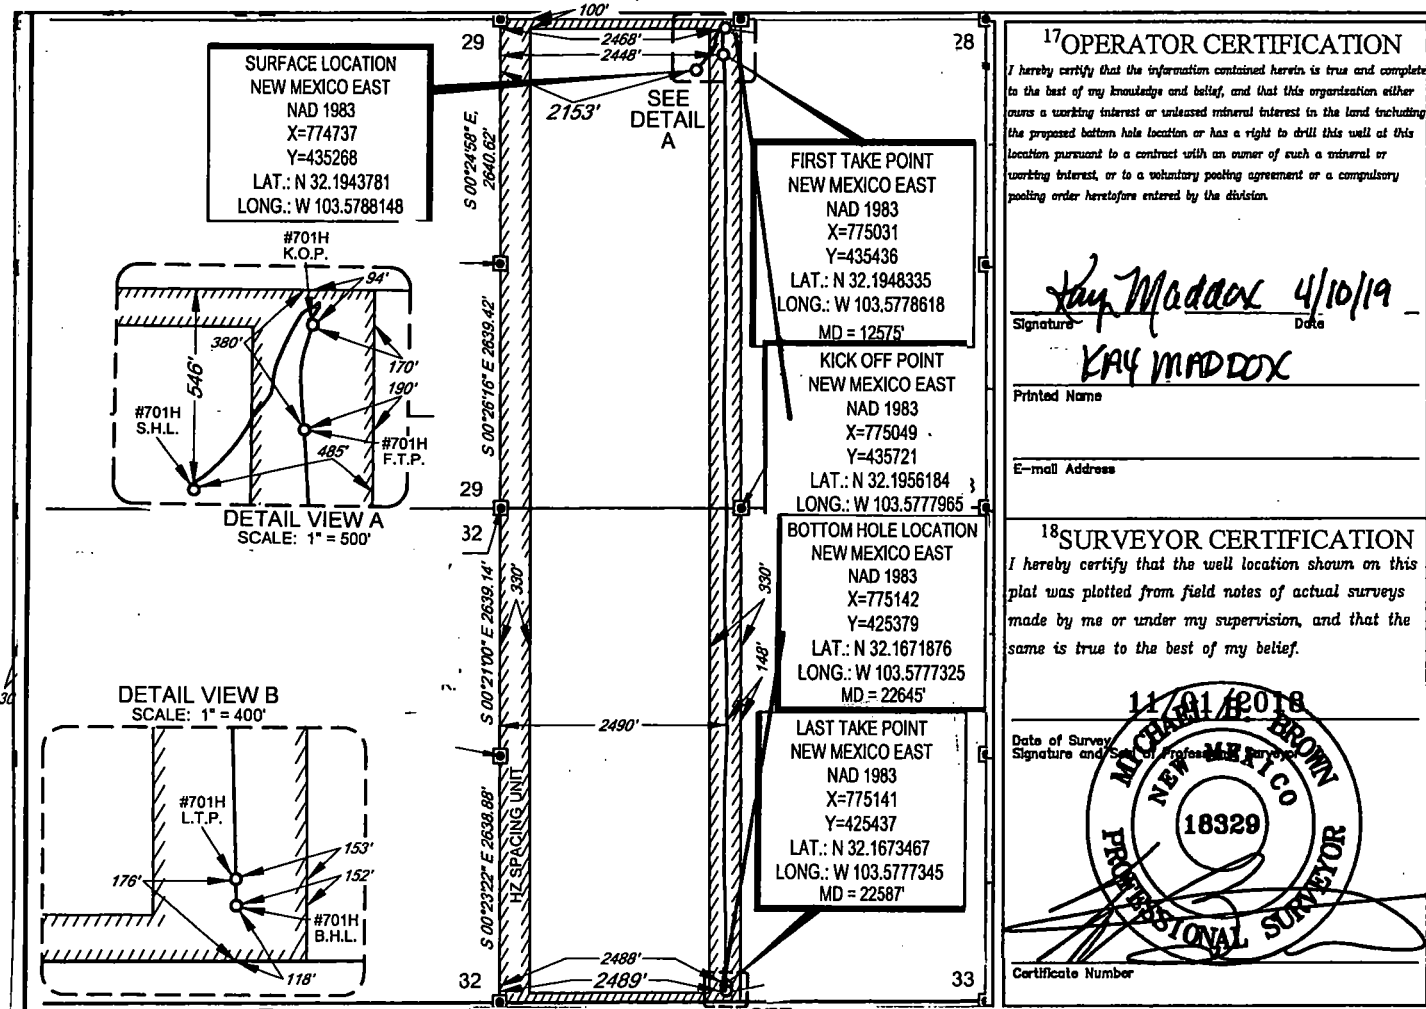 100'
29
2468'
28
2448'
2153'
SEE
DETAIL
A
SURFACE LOCATION
NEW MEXICO EAST
NAD 1983
X=774737
Y=435268
LAT.: N 32.1943781
LONG.: W 103.5788148
S 00°24'58" E,
2640.62'
FIRST TAKE POINT
NEW MEXICO EAST
NAD 1983
X=775031
Y=435436
LAT.: N 32.1948335
LONG.: W 103.5778618
MD = 12575'
#701H
K.O.P.
94'
380'
546'
170'
190'
#701H
S.H.L.
#701H
F.T.P.
485'
DETAIL VIEW A
SCALE: 1" = 500'
S 00°26'16" E 2639.42'
29
32
KICK OFF POINT
NEW MEXICO EAST
NAD 1983
X=775049
Y=435721
LAT.: N 32.1956184
LONG.: W 103.5777965
BOTTOM HOLE LOCATION
NEW MEXICO EAST
NAD 1983
X=775142
Y=425379
LAT.: N 32.1671876
LONG.: W 103.5777325
MD = 22645'
S 00°21'00" E 2639.14'
330'
330'
148'
2490'
30
DETAIL VIEW B
SCALE: 1" = 400'
#701H
L.T.P.
153'
176'
152'
#701H
B.H.L.
118'
S 00°23'22" E 2638.88'
HZ SPACING UNIT
LAST TAKE POINT
NEW MEXICO EAST
NAD 1983
X=775141
Y=425437
LAT.: N 32.1673467
LONG.: W 103.5777345
MD = 22587'
2488'
2489'
32
33
17OPERATOR CERTIFICATION
I hereby certify that the information contained herein is true and complete
to the best of my knowledge and belief, and that this organization either
owns a working interest or unleased mineral interest in the land including
the proposed bottom hole location or has a right to drill this well at this
location pursuant to a contract with an owner of such a mineral or
working interest, or to a voluntary pooling agreement or a compulsory
pooling order heretofore entered by the division.
Kay Maddox 4/10/19
Signature Date
KAY MADDOX
Printed Name
E-mail Address
18SURVEYOR CERTIFICATION
I hereby certify that the well location shown on this
plat was plotted from field notes of actual surveys
made by me or under my supervision, and that the
same is true to the best of my belief.
11/01/2018
Date of Survey
Signature and Seal of Professional Surveyor
MICHAEL B. BROWN
NEW MEXICO
18329
PROFESSIONAL SURVEYOR
Certificate Number